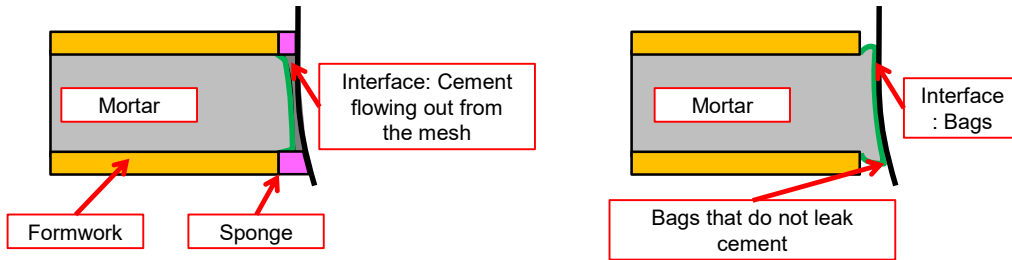 Mortar
Interface: Cement
flowing out from
the mesh
Formwork
Sponge
Mortar
Interface
: Bags
Bags that do not leak
cement